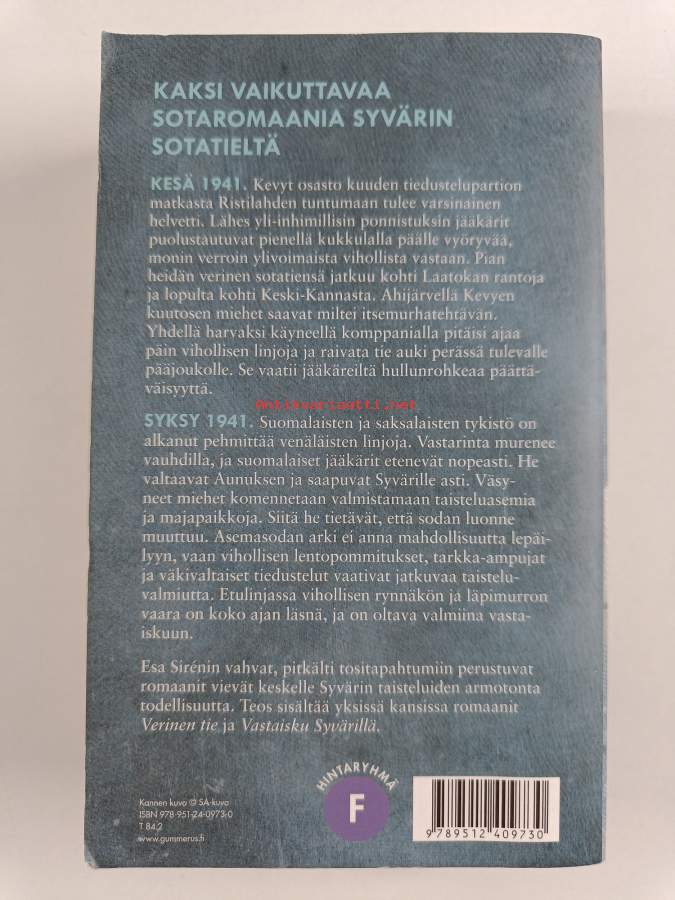 KAKSI VAIKUTTAVAA
SOTAROMAANIA SYVÄRIN
SOTATIELTÄ
KESÄ 1941. Kevyt osasto kuuden tiedustelupartion
matkasta Ristilahden tuntumaan tulee varsinainen
helvetti. Lähes yli-inhimillisin ponnistuksin jääkärit
puolustautuvat pienellä kukkulalla päälle vyöryvää,
monin verroin ylivoimaista vihollista vastaan. Pian
heidän verinen sotatiensä jatkuu kohti Laatokan rantoja
ja lopulta kohti Keski-Kannasta. Ahijärvellä Kevyen
kuutosen miehet saavat miltei itsemurhatehtävän.
Yhdellä harvaksi käyneellä komppanialla pitäisi ajaa
päin vihollisen linjoja ja raivata tie auki perässä tulevalle
pääjoukolle. Se vaatii jääkäreiltä hullunrohkeaa päättä-
väisyyttä.
Antikvariaatti.net
SYKSY 1941. Suomalaisten ja saksalaisten tykistö on
alkanut pehmittää venäläisten linjoja. Vastarinta murenee
vauhdilla, ja suomalaiset jääkärit etenevät nopeasti. He
valtaavat Aunuksen ja saapuvat Syvärille asti. Väsy-
neet miehet komennetaan valmistamaan taisteluasemia
ja majapaikkoja. Siitä he tietävät, että sodan luonne
muuttuu. Asemasodan arki ei anna mahdollisuutta lepäi-
lyyn, vaan vihollisen lentopommitukset, tarkka-ampujat
ja väkivaltaiset tiedustelut vaativat jatkuvaa taistelu-
valmiutta. Etulinjassa vihollisen rynnäkön ja läpimurron
vaara on koko ajan läsnä, ja on oltava valmiina vasta-
iskuun.
Esa Sirénin vahvat, pitkälti tositapahtumiin perustuvat
romaanit vievät keskelle Syvärin taisteluiden armotonta
todellisuutta. Teos sisältää yksissä kansissa romaanit
Verinen tie ja Vastaisku Syvärillä.
HINTARYHMÄ
F
Kannen kuva © SA-kuva
ISBN 978-951-24-0973-0
T 84.2
www.gummerus.fi
9 789512 409730